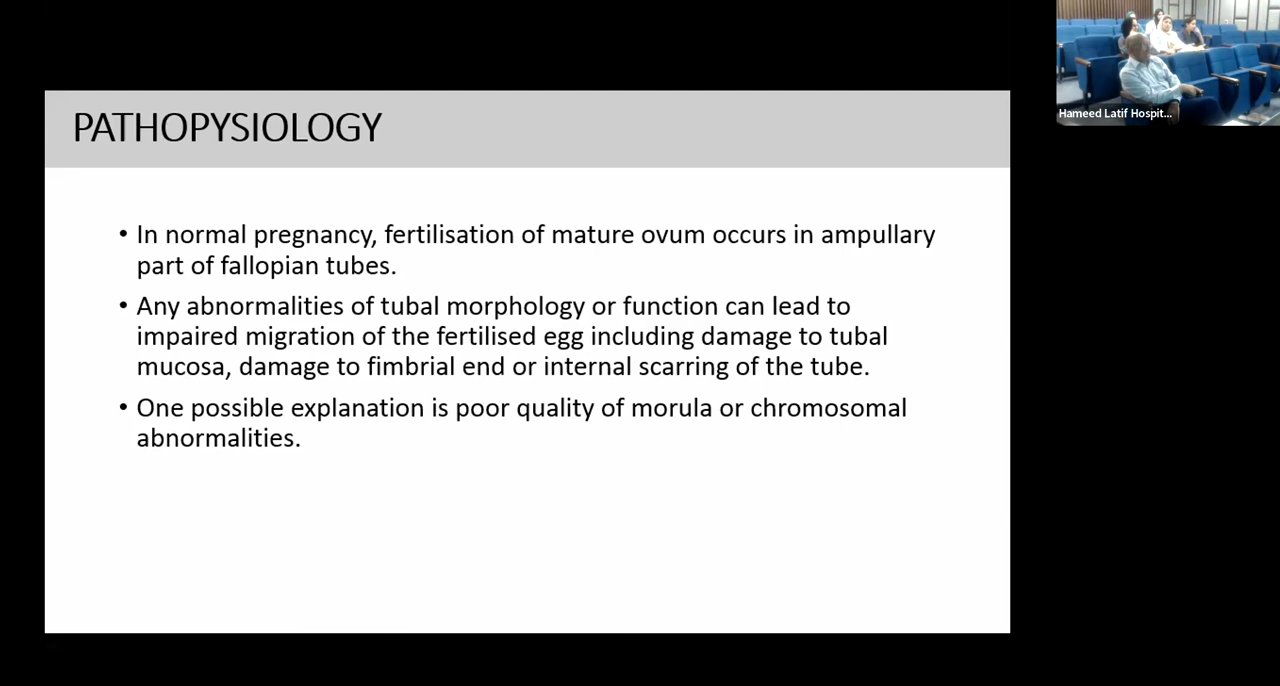 PATHOPYSIOLOGY
• In normal pregnancy, fertilisation of mature ovum occurs in ampullary
part of fallopian tubes.
• Any abnormalities of tubal morphology or function can lead to
impaired migration of the fertilised egg including damage to tubal
mucosa, damage to fimbrial end or internal scarring of the tube.
• One possible explanation is poor quality of morula or chromosomal
abnormalities.
Hameed Latif Hospit...